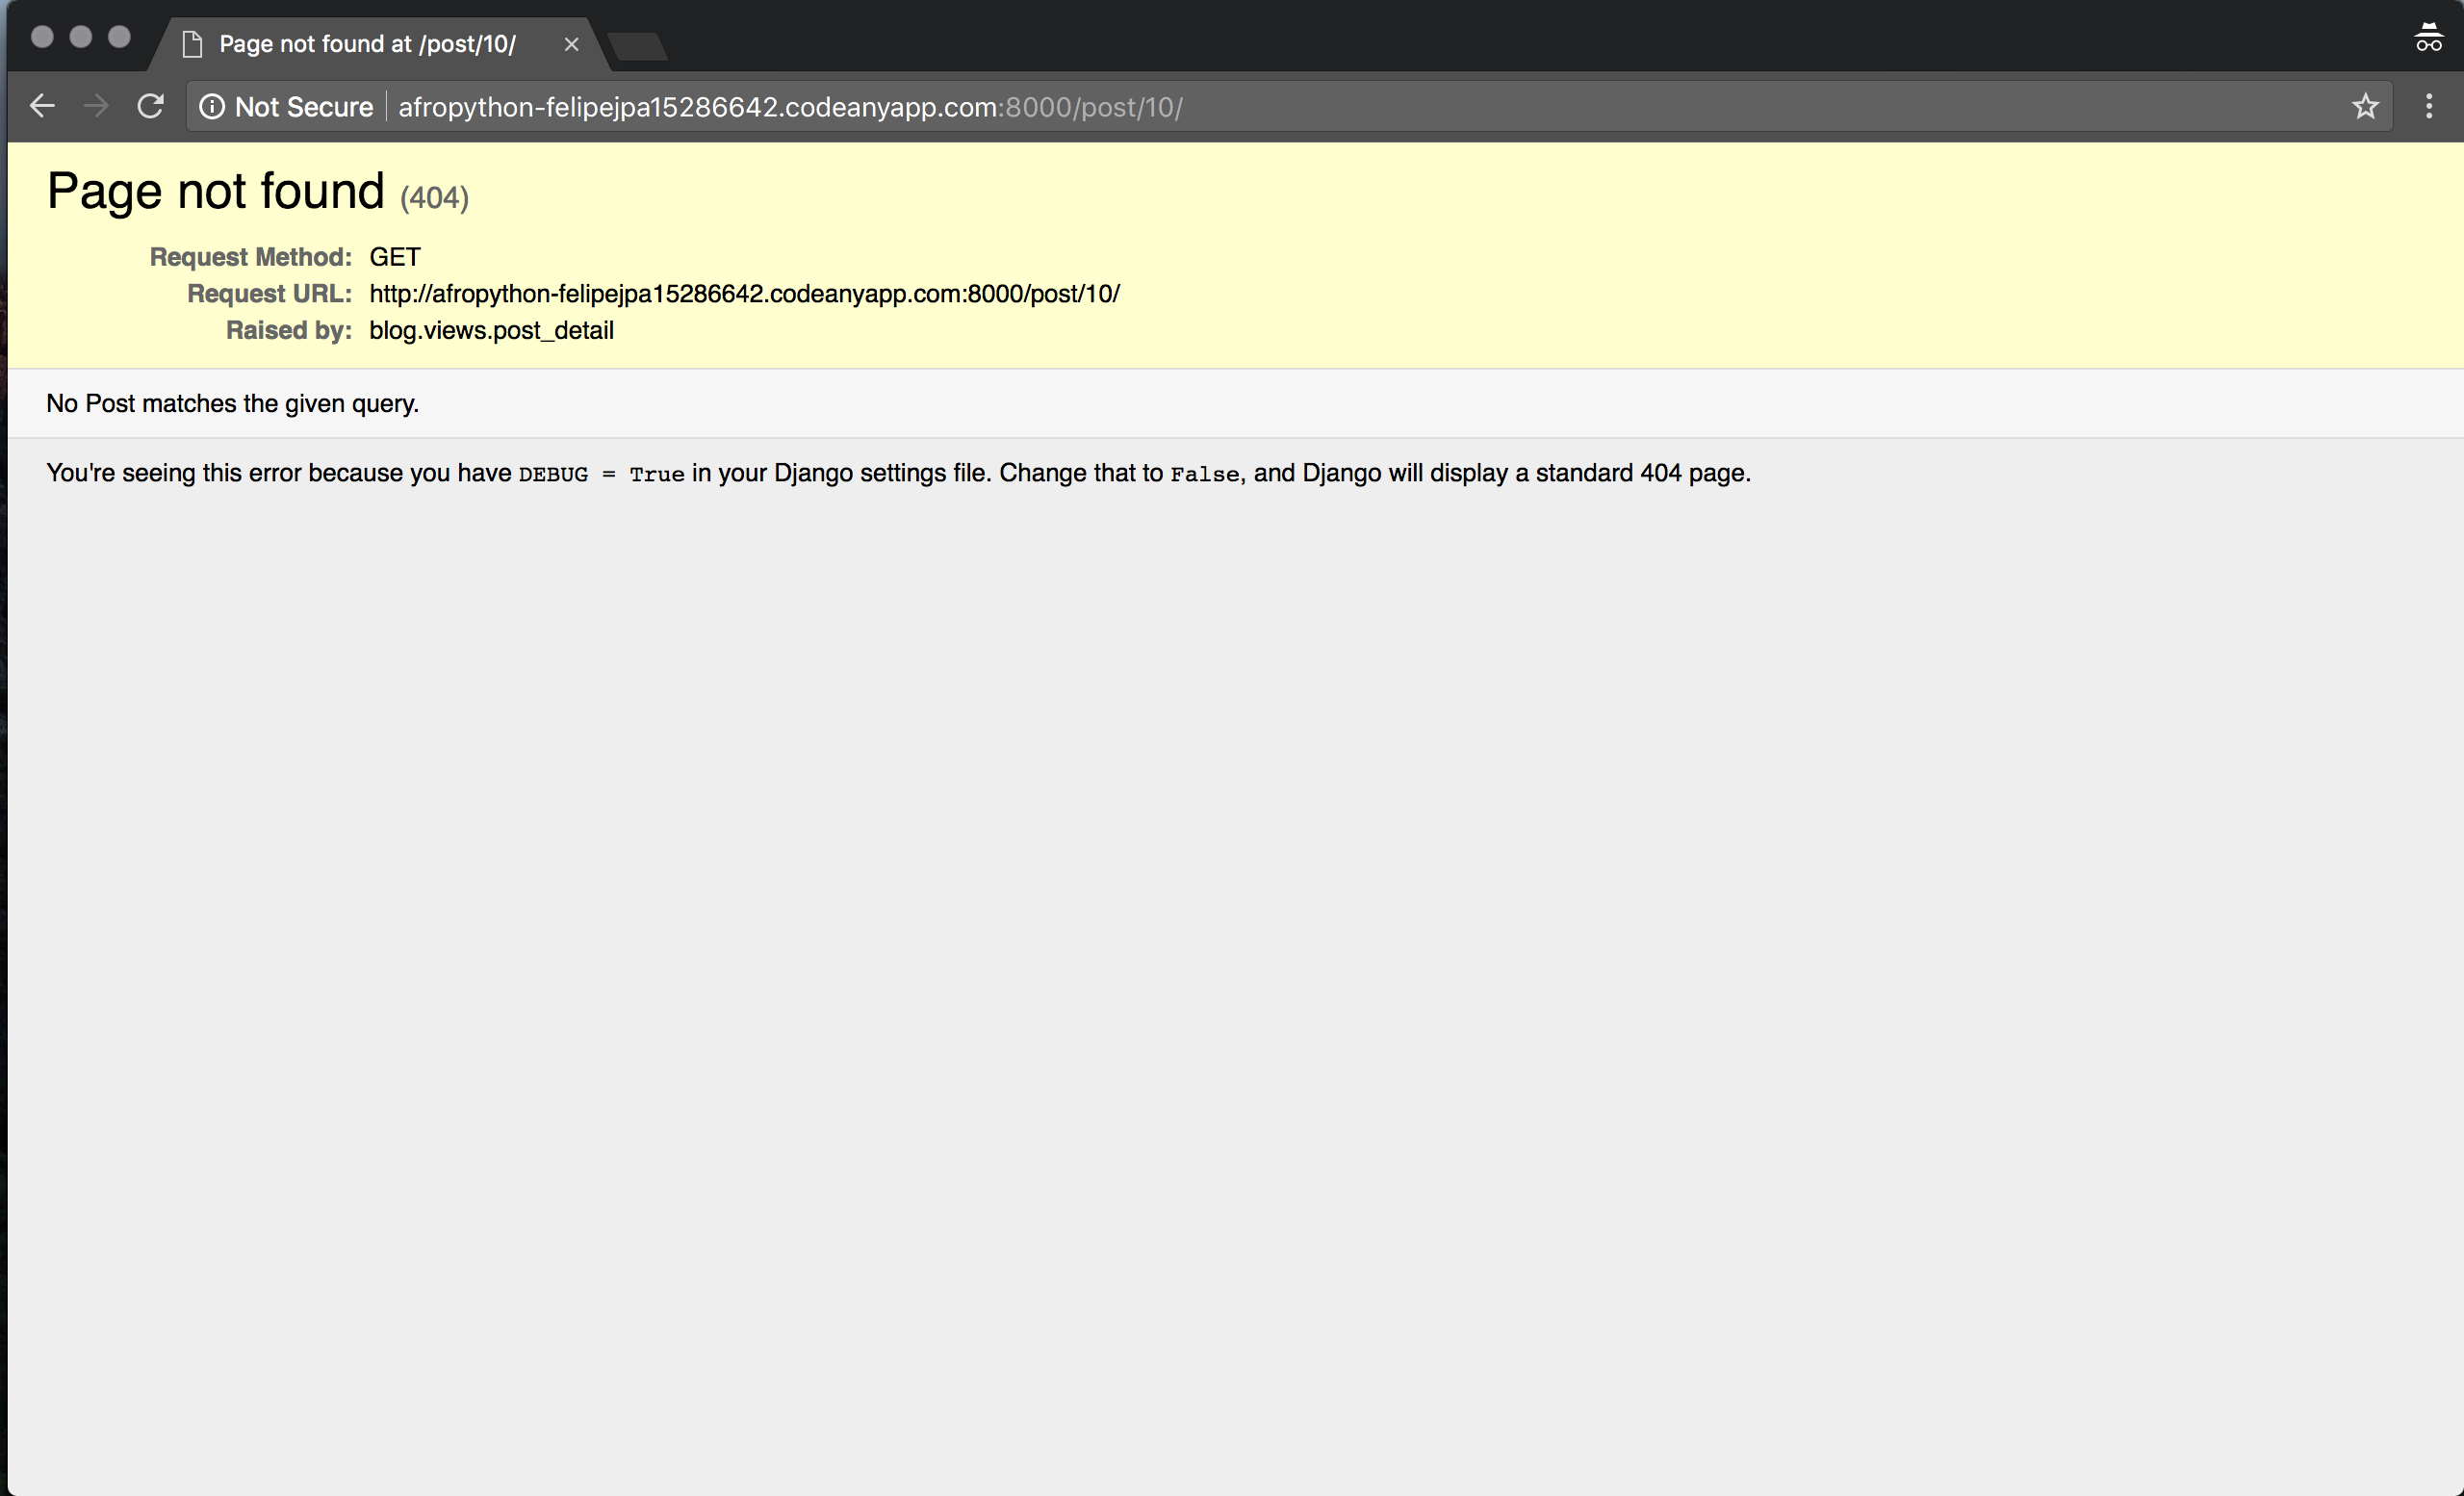 Page not found at /post/10/
Not Secure afropython-felipejpa15286642.codeanyapp.com:8000/post/10/
Page not found (404)
Request Method: GET
Request URL: http://afropython-felipejpa15286642.codeanyapp.com:8000/post/10/
Raised by: blog.views.post_detail
No Post matches the given query.
You're seeing this error because you have DEBUG = True in your Django settings file. Change that to False, and Django will display a standard 404 page.